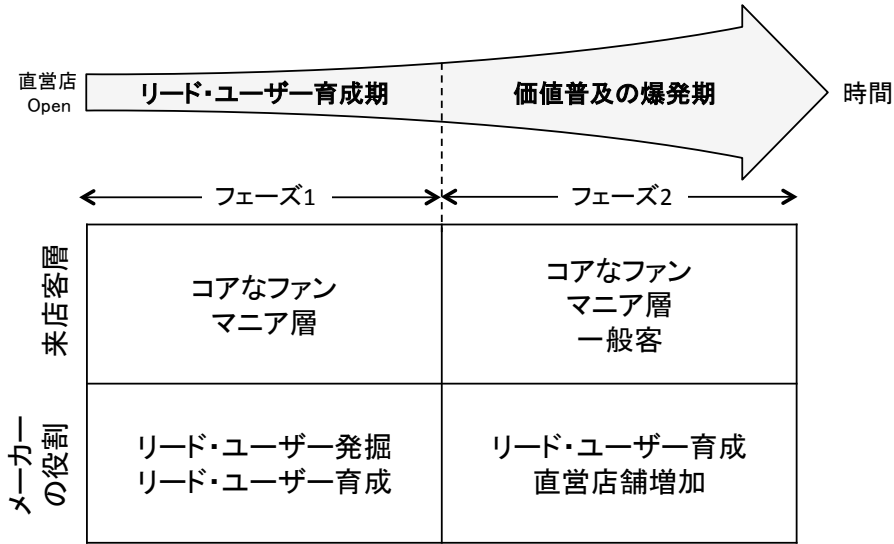 直営店
Open
リード・ユーザー育成期
価値普及の爆発期
時間
フェーズ1
フェーズ2
来店客層
コアなファン
マニア層
コアなファン
マニア層
一般客
メーカー
の役割
リード・ユーザー発掘
リード・ユーザー育成
リード・ユーザー育成
直営店舗増加